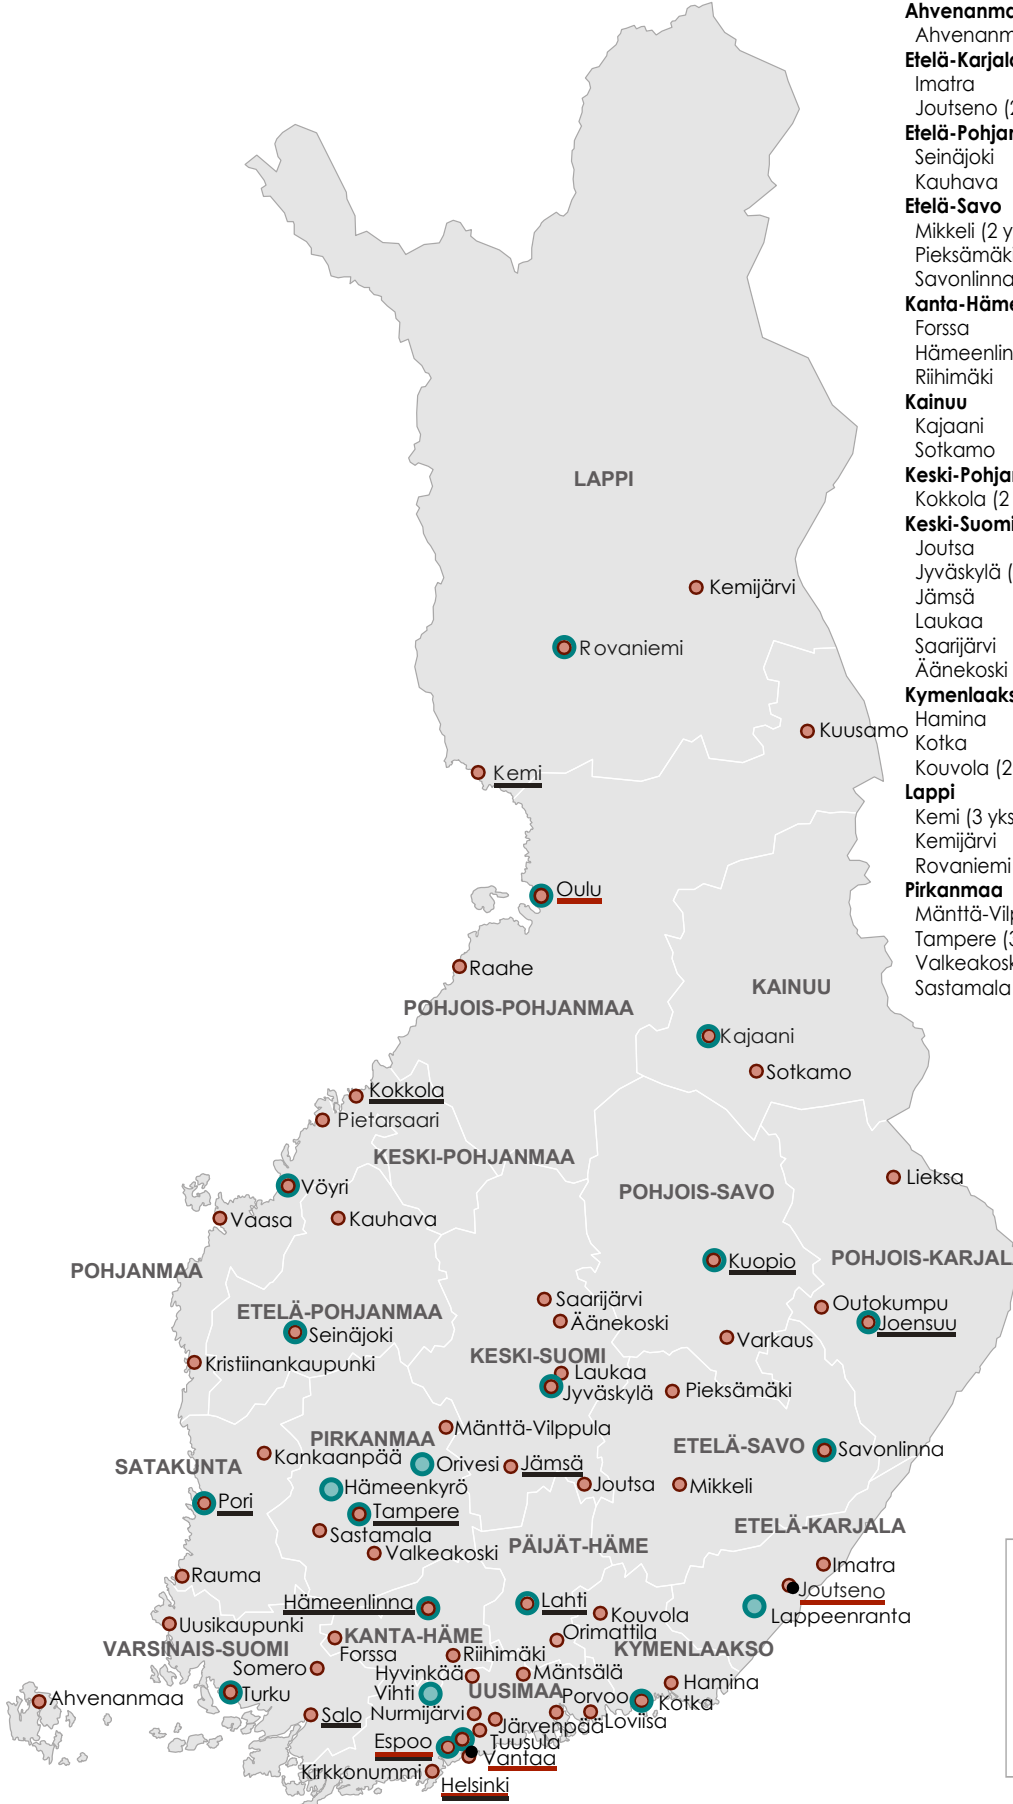 LAPPI
Kemijärvi
Rovaniemi
Kuusamo
Kemi
Oulu
Raahe
KAINUU
POHJOIS-POHJANMAA
Kajaani
Sotkamo
Kokkola
Pietarsaari
KESKI-POHJANMAA
Lieksa
Vöyri
POHJOIS-SAVO
Vaasa
Kauhava
POHJANMAA
Kuopio
POHJOIS-KARJALA
ETELÄ-POHJANMAA
Saarijärvi
Outokumpu
Äänekoski
Joensuu
Seinäjoki
Varkaus
KESKI-SUOMI
Kristiinankaupunki
Laukaa
Jyväskylä
Pieksämäki
Mänttä-Vilppula
PIRKANMAA
ETELÄ-SAVO
Savonlinna
Kankaanpää
SATAKUNTA
Orivesi
Jämsä
Hämeenkyrö
Joutsa
Mikkeli
Pori
Tampere
Sastamala
ETELÄ-KARJALA
Valkeakoski
PÄIJÄT-HÄME
Imatra
Rauma
Joutseno
Hämeenlinna
Lahti
Kouvola
Lappeenranta
Uusikaupunki
Orimattila
VARSINAIS-SUOMI
KANTA-HÄME
KYMENLAAKSO
Forssa
Riihimäki
Somero
Hyvinkää
Mäntsälä
Hamina
Ahvenanmaa
Turku
Vihti
UUSIMAA
Porvoo
Kotka
Salo
Nurmijärvi
Järvenpää
Loviisa
Espoo
Tuusula
Vantaa
Kirkkonummi
Helsinki
Ahvenanma
Ahvenanm
Etelä-Karjala
Imatra
Joutseno (2
Etelä-Pohjan
Seinäjoki
Kauhava
Etelä-Savo
Mikkeli (2 y
Pieksämäki
Savonlinna
Kanta-Häme
Forssa
Hämeenlin
Riihimäki
Kainuu
Kajaani
Sotkamo
Keski-Pohjan
Kokkola (2
Keski-Suomi
Joutsa
Jyväskylä (
Jämsä
Laukaa
Saarijärvi
Äänekoski
Kymenlaaks
Hamina
Kotka
Kouvola (2
Lappi
Kemi (3 yks
Kemijärvi
Rovaniemi
Pirkanmaa
Mänttä-Vilp
Tampere (3
Valkeakosk
Sastamala